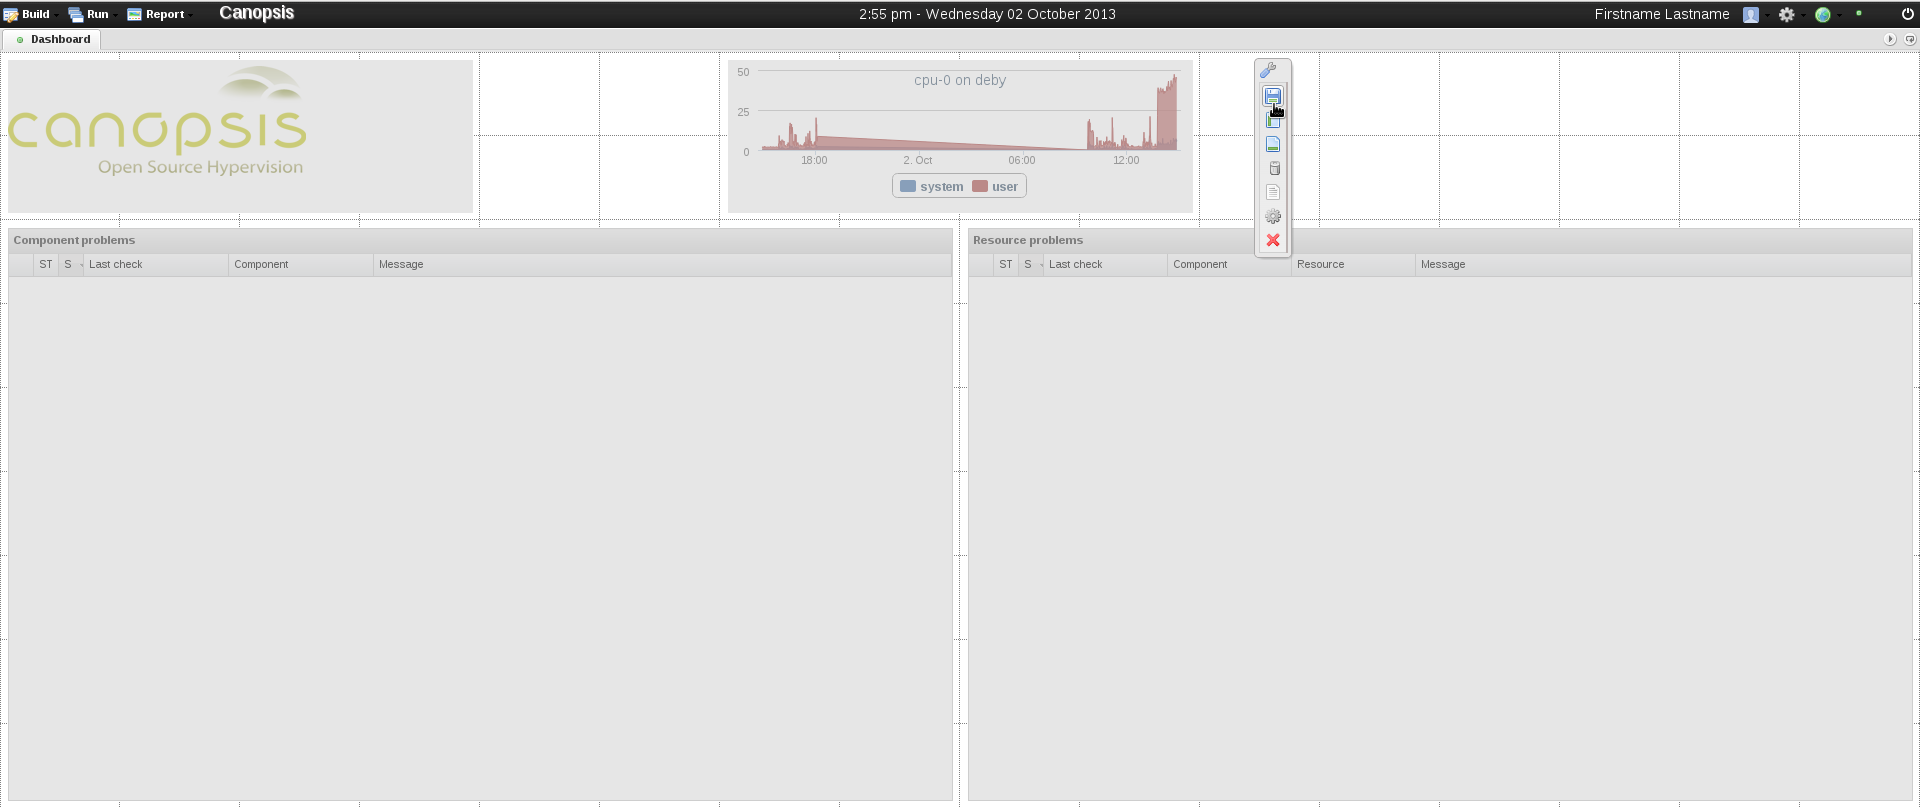 Build Run Report Canopsis 2:55 pm - Wednesday 02 October 2013 Firstname Lastname
Dashboard
canopsis
Open Source Hypervision
cpu-0 on deby
50
25
0
18:00 2. Oct 06:00 12:00
system user
Component problems
ST S Last check Component Message
Resource problems
ST S Last check Component Resource Message